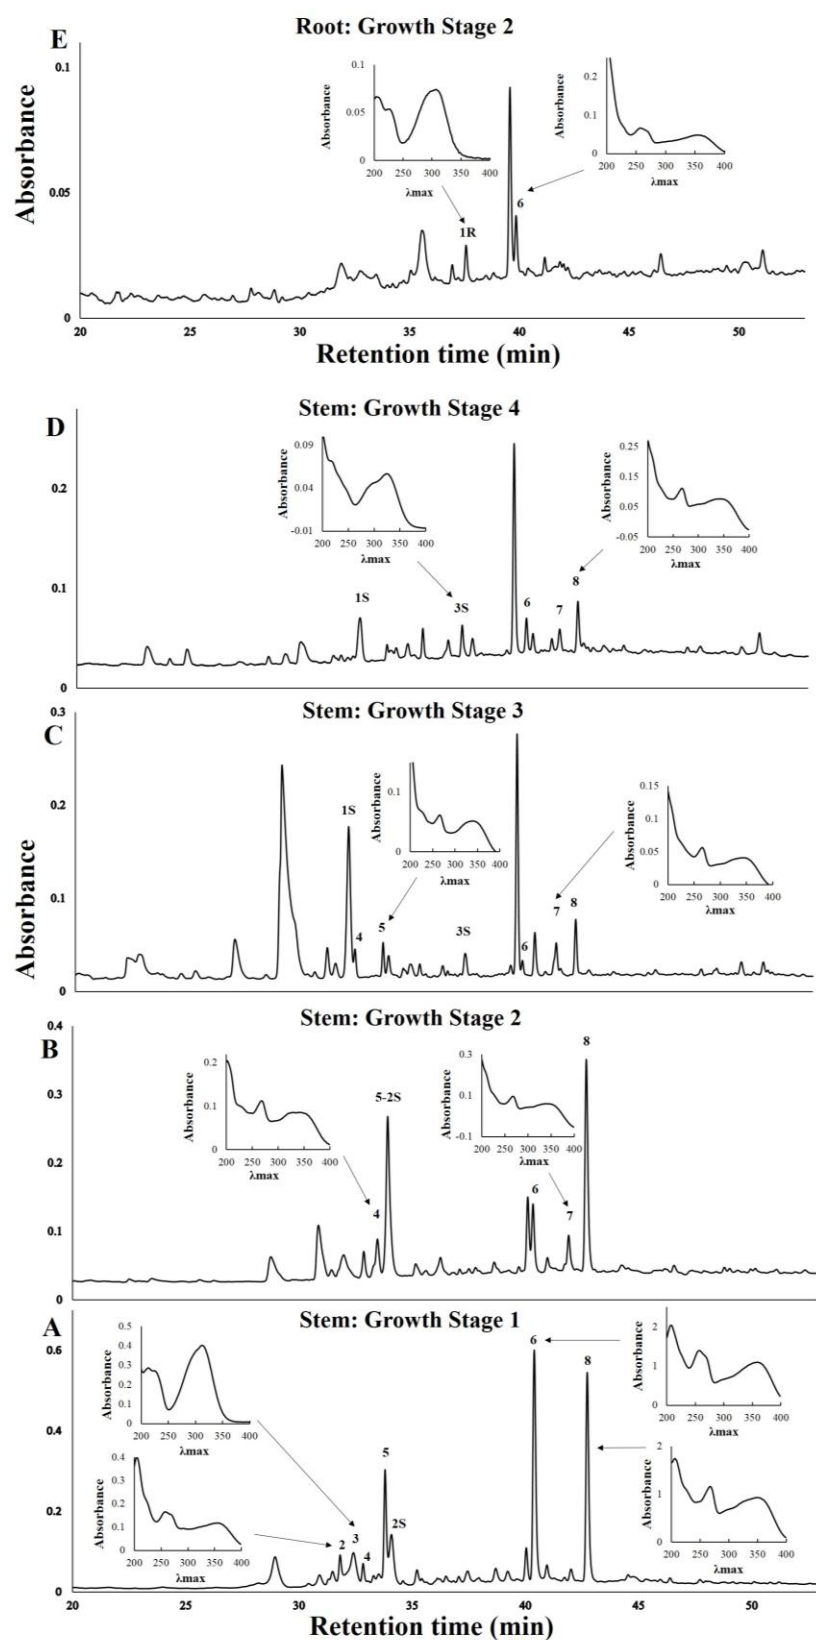 E
Root: Growth Stage 2
0.1
0.05
0
Absorbance
0.1
0.05
0
Absorbance
200 250 300 350 400
λmax
0.2
0.1
0
Absorbance
200 250 300 350 400
λmax
1R
6
20 25 30 35 40 45 50
Retention time (min)
D
Stem: Growth Stage 4
0.2
0.1
0
0.09
0.04
-0.01
Absorbance
200 250 300 350 400
λmax
0.25
0.15
0.05
-0.05
Absorbance
200 250 300 350 400
λmax
1S
3S
6
7
8
C
Stem: Growth Stage 3
0.3
0.2
0.1
0
Absorbance
0.1
0
Absorbance
200 250 300 350 400
λmax
0.15
0.1
0.05
0
Absorbance
200 250 300 350 400
λmax
1S
4
5
3S
6
7
8
B
Stem: Growth Stage 2
0.4
0.3
0.2
0.1
0
0.2
0.1
0
Absorbance
200 250 300 350 400
λmax
0.3
0.1
-0.1
Absorbance
200 250 300 350 400
λmax
4
5-2S
6
7
8
A
Stem: Growth Stage 1
0.6
0.4
0.2
0
0.5
0.4
0.3
0.2
0.1
0
Absorbance
200 250 300 350 400
λmax
0.4
0.3
0.2
0.1
0
Absorbance
200 250 300 350 400
λmax
2
1
0
Absorbance
200 250 300 350 400
λmax
2
1
0
Absorbance
200 250 300 350 400
λmax
2
3
4
5
2S
6
8
20 25 30 35 40 45 50
Retention time (min)